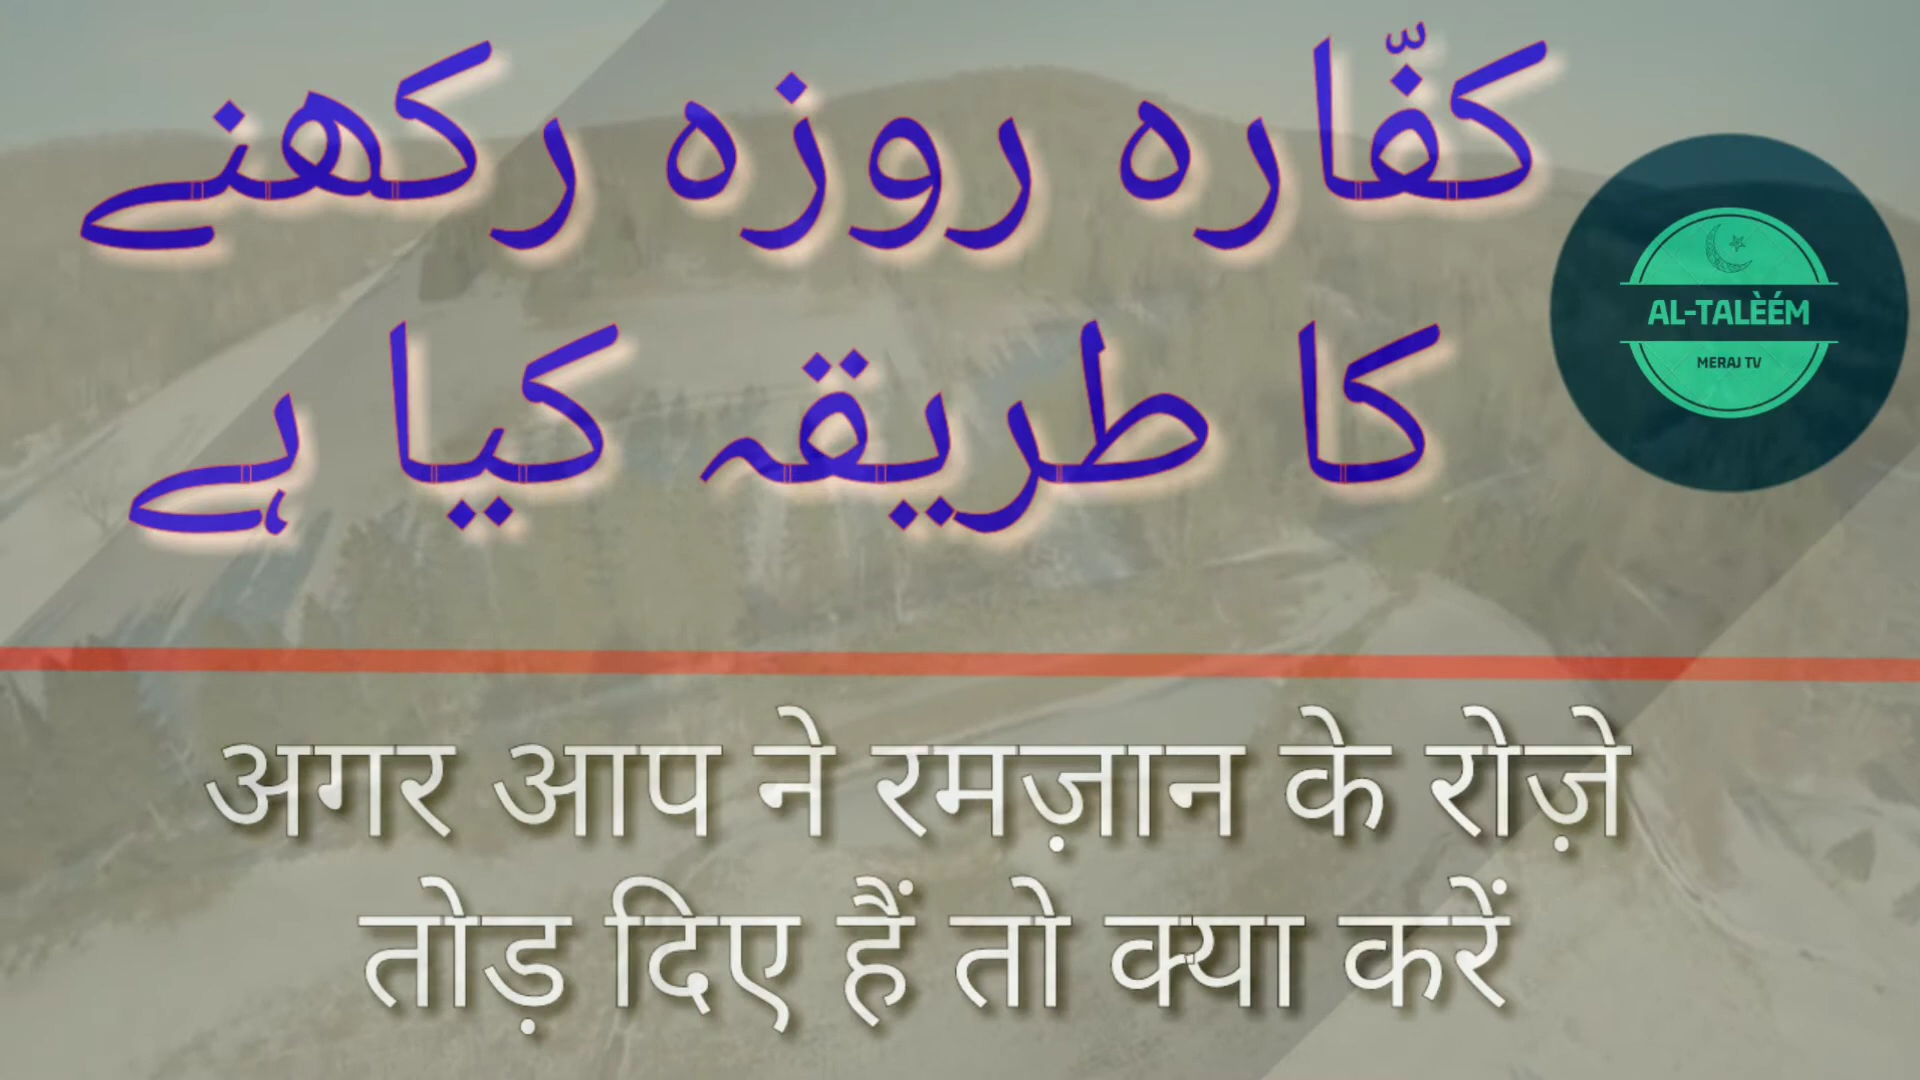 کفّارہ روزہ رکھنے
کا طریقہ کیا ہے
AL-TALÈÉM
MERAJ TV
अगर आप ने रमज़ान के रोज़े
तोड़ दिए हैं तो क्या करें